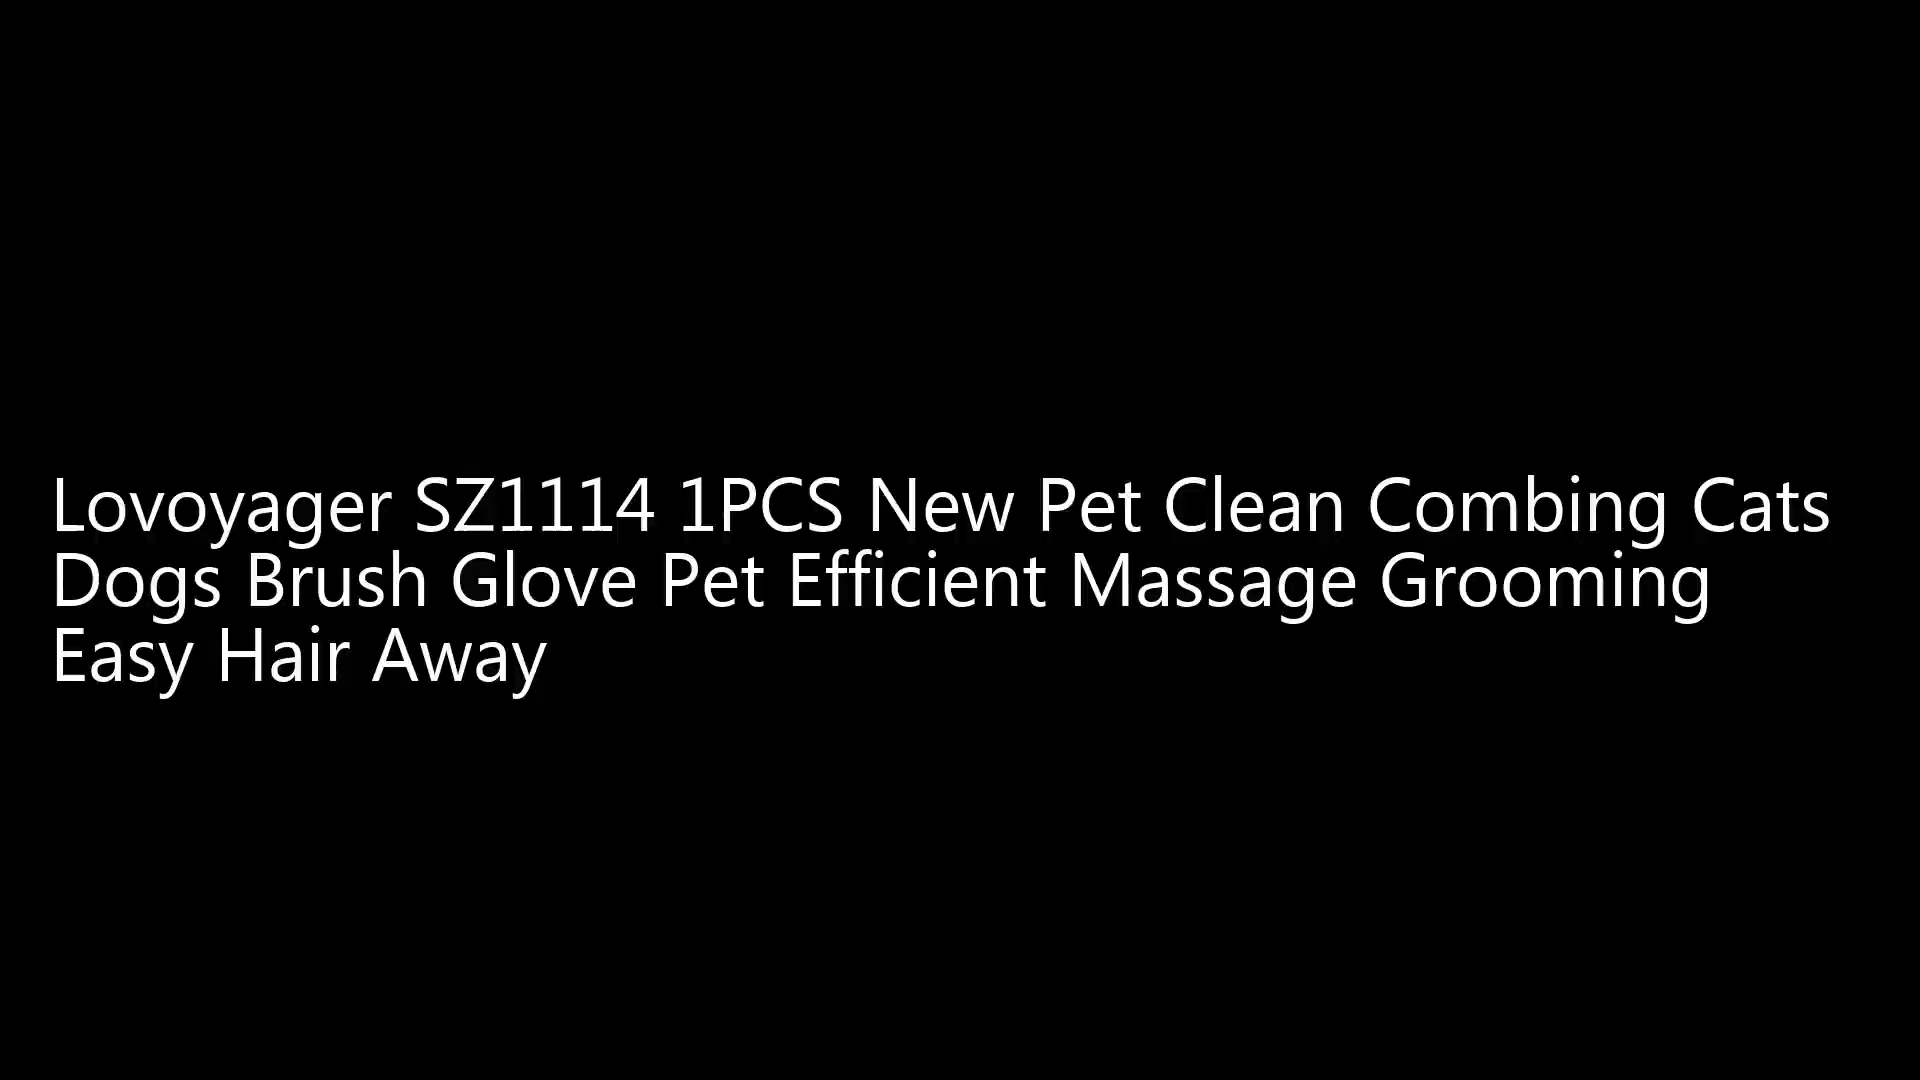 Lovoyager SZ1114 1PCS New Pet Clean Combing Cats
Dogs Brush Glove Pet Efficient Massage Grooming
Easy Hair Away